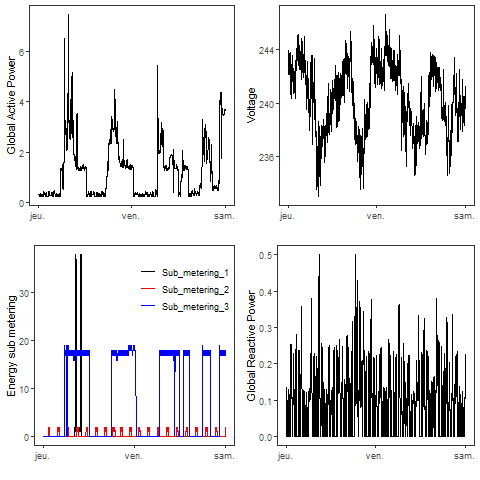 Global Active Power
6
4
2
0
jeu.
ven.
sam.
Voltage
244
240
236
jeu.
ven.
sam.
Energy sub metering
30
20
10
0
Sub_metering_1
Sub_metering_2
Sub_metering_3
jeu.
ven.
sam.
Global Reactive Power
0.5
0.4
0.3
0.2
0.1
0.0
jeu.
ven.
sam.